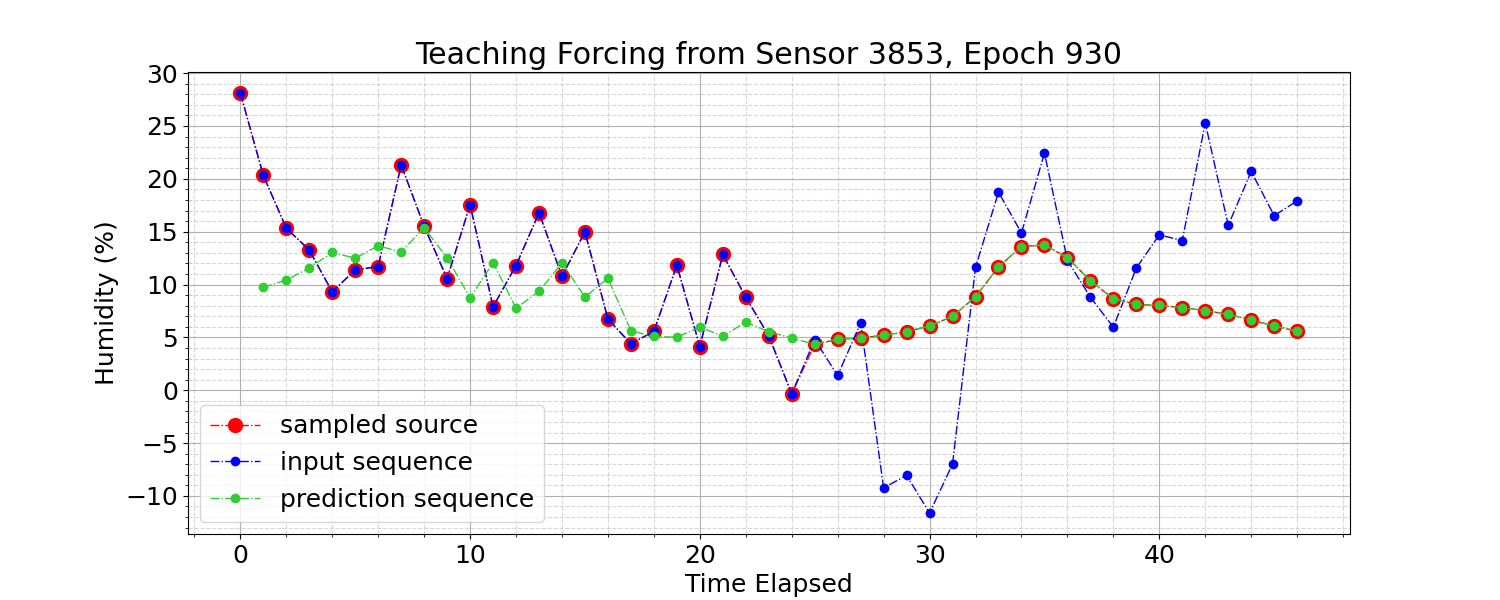 Teaching Forcing from Sensor 3853, Epoch 930
30
25
20
15
10
5
0
−5
−10
Humidity (%)
sampled source
input sequence
prediction sequence
0 10 20 30 40
Time Elapsed